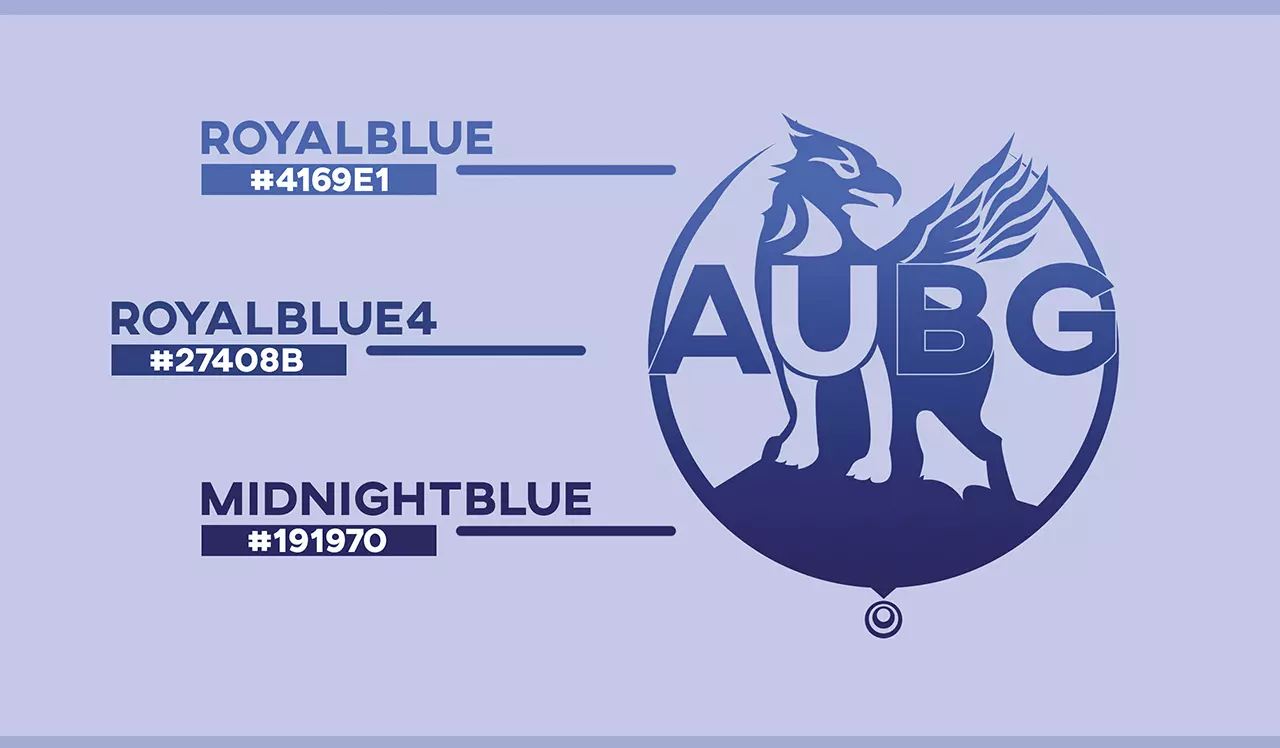 ROYALBLUE
#4169E1
ROYALBLUE4
#27408B
MIDNIGHTBLUE
#191970
AUBG